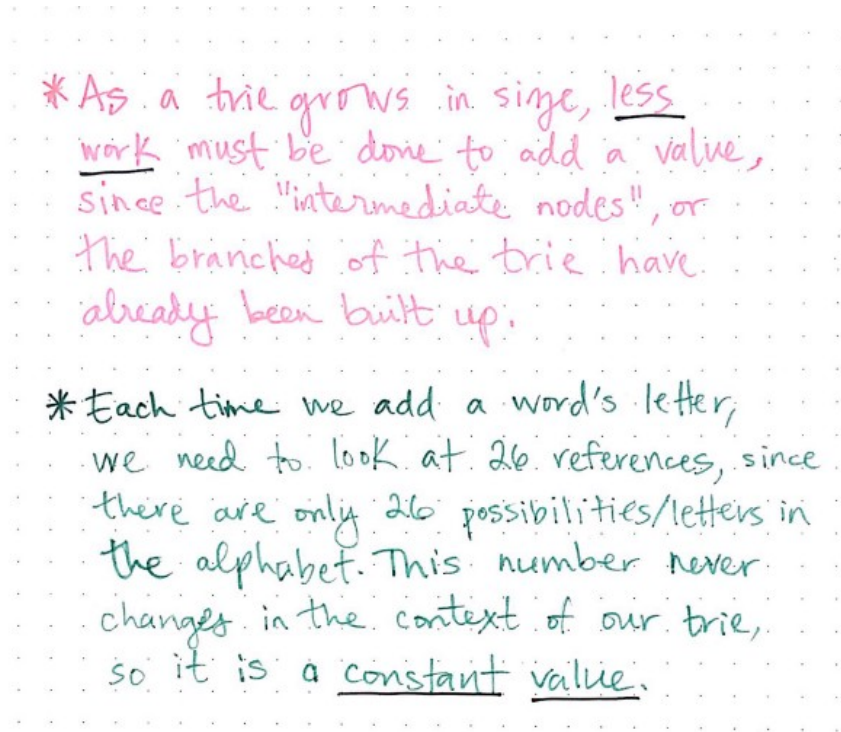 * As a trie grows in size, less
work must be done to add a value,
since the "intermediate nodes", or
the branches of the trie have
already been built up.
* Each time we add a word's letter,
we need to look at 26 references, since
there are only 26 possibilities/letters in
the alphabet. This number never
changes in the context of our trie,
so it is a constant value.